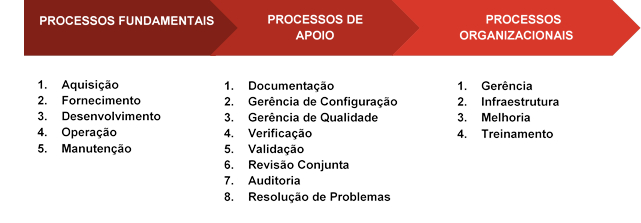 PROCESSOS FUNDAMENTAIS
PROCESSOS DE
APOIO
PROCESSOS
ORGANIZACIONAIS
1. Aquisição
2. Fornecimento
3. Desenvolvimento
4. Operação
5. Manutenção
1. Documentação
2. Gerência de Configuração
3. Gerência de Qualidade
4. Verificação
5. Validação
6. Revisão Conjunta
7. Auditoria
8. Resolução de Problemas
1. Gerência
2. Infraestrutura
3. Melhoria
4. Treinamento